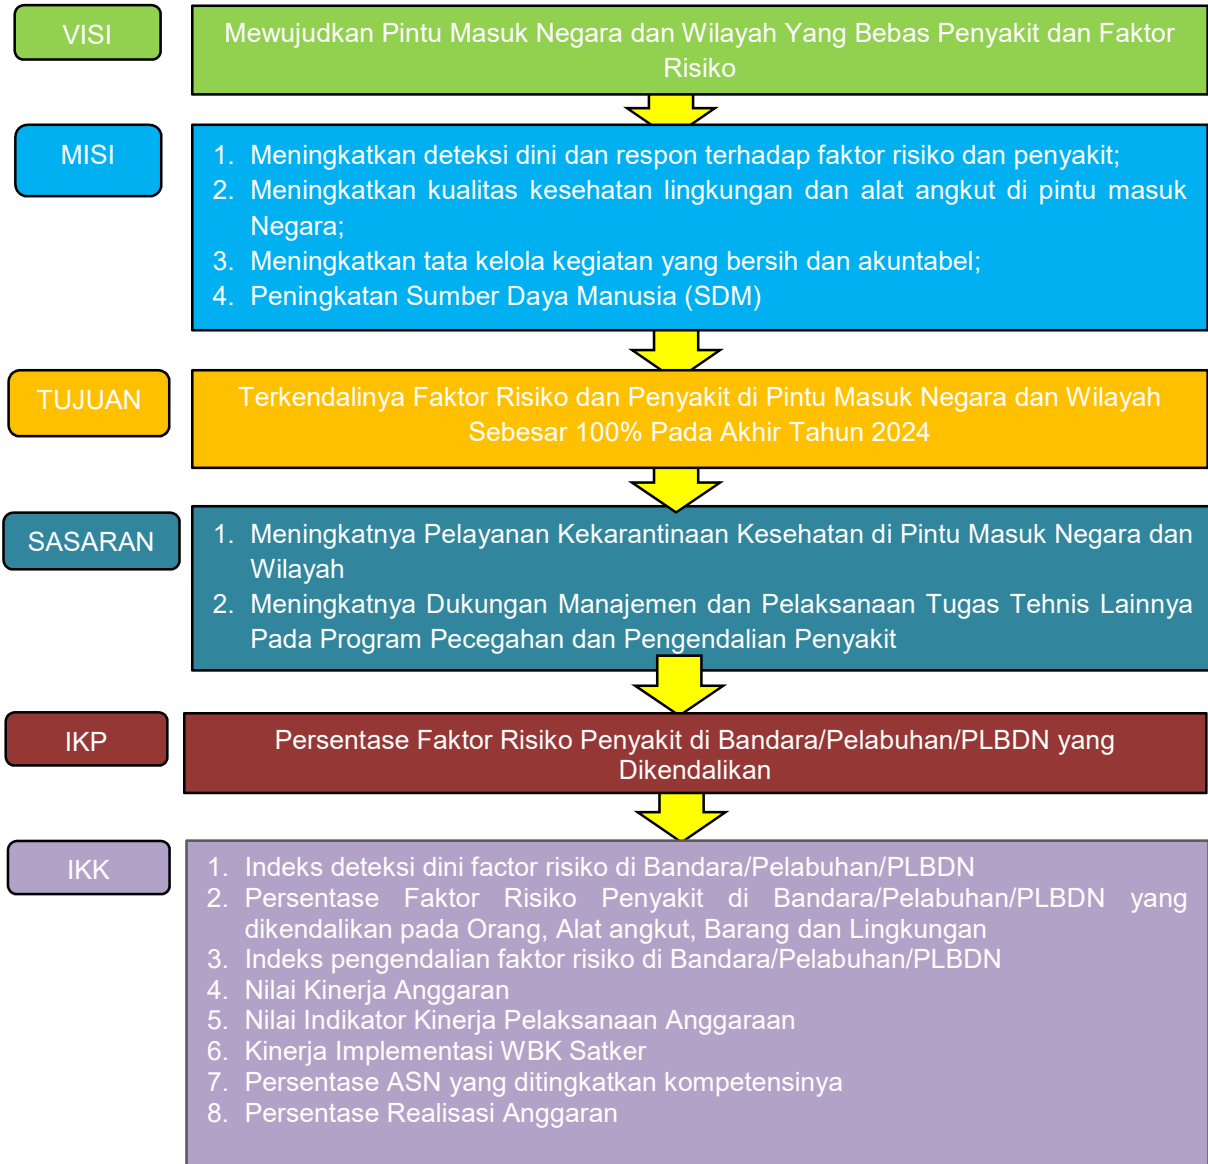 VISI
Mewujudkan Pintu Masuk Negara dan Wilayah Yang Bebas Penyakit dan Faktor
Risiko
MISI
1. Meningkatkan deteksi dini dan respon terhadap faktor risiko dan penyakit;
2. Meningkatkan kualitas kesehatan lingkungan dan alat angkut di pintu masuk
Negara;
3. Meningkatkan tata kelola kegiatan yang bersih dan akuntabel;
4. Peningkatan Sumber Daya Manusia (SDM)
TUJUAN
Terkendalinya Faktor Risiko dan Penyakit di Pintu Masuk Negara dan Wilayah
Sebesar 100% Pada Akhir Tahun 2024
SASARAN
1. Meningkatnya Pelayanan Kekarantinaan Kesehatan di Pintu Masuk Negara dan
Wilayah
2. Meningkatnya Dukungan Manajemen dan Pelaksanaan Tugas Tehnis Lainnya
Pada Program Pecegahan dan Pengendalian Penyakit
IKP
Persentase Faktor Risiko Penyakit di Bandara/Pelabuhan/PLBDN yang
Dikendalikan
IKK
1. Indeks deteksi dini factor risiko di Bandara/Pelabuhan/PLBDN
2. Persentase Faktor Risiko Penyakit di Bandara/Pelabuhan/PLBDN yang
dikendalikan pada Orang, Alat angkut, Barang dan Lingkungan
3. Indeks pengendalian faktor risiko di Bandara/Pelabuhan/PLBDN
4. Nilai Kinerja Anggaran
5. Nilai Indikator Kinerja Pelaksanaan Anggaraan
6. Kinerja Implementasi WBK Satker
7. Persentase ASN yang ditingkatkan kompetensinya
8. Persentase Realisasi Anggaran